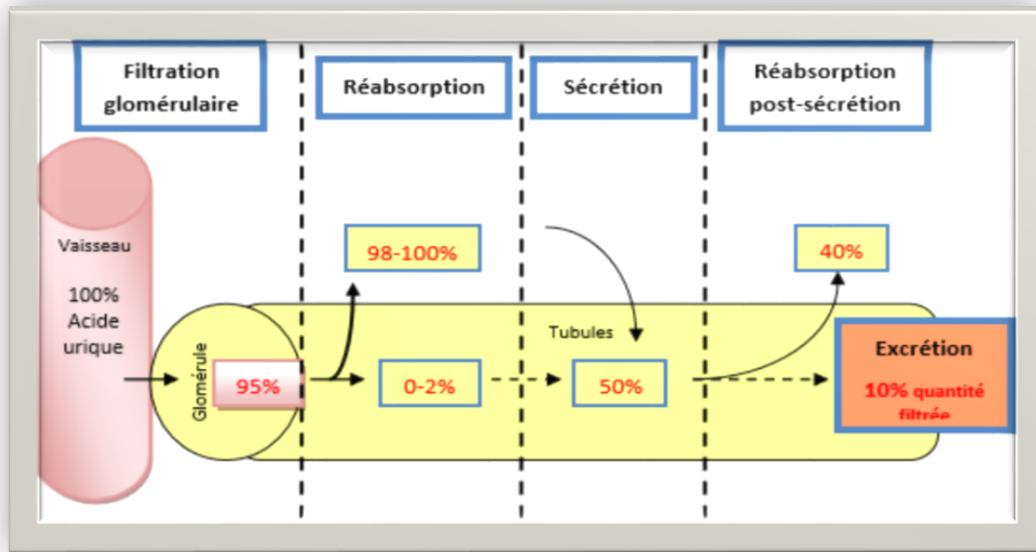 Filtration
glomérulaire
Réabsorption
Sécrétion
Réabsorption
post-sécrétion
Vaisseau
100%
Acide
urique
Glomérule
95%
98-100%
0-2%
Tubules
50%
40%
Excrétion
10% quantité
filtrée